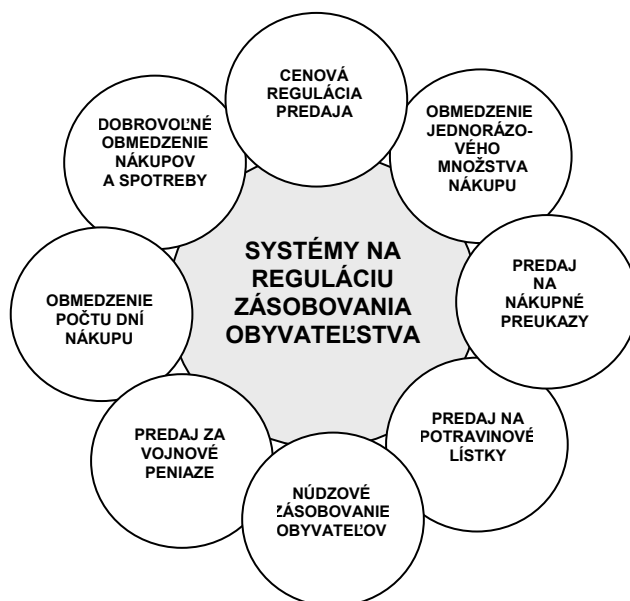 CENOVÁ
REGULÁCIA
PREDAJA
OBMEDZENIE
JEDNORÁZO-
VÉHO
MNOŽSTVA
NÁKUPU
PREDAJ
NA
NÁKUPNÉ
PREUKAZY
PREDAJ NA
POTRAVINOVÉ
LÍSTKY
NÚDZOVÉ
ZÁSOBOVANIE
OBYVATEĽOV
PREDAJ ZA
VOJNOVÉ
PENIAZE
OBMEDZENIE
POČTU DNÍ
NÁKUPU
DOBROVOĽNÉ
OBMEDZENIE
NÁKUPOV
A SPOTREBY
SYSTÉMY NA
REGULÁCIU
ZÁSOBOVANIA
OBYVATEĽSTVA